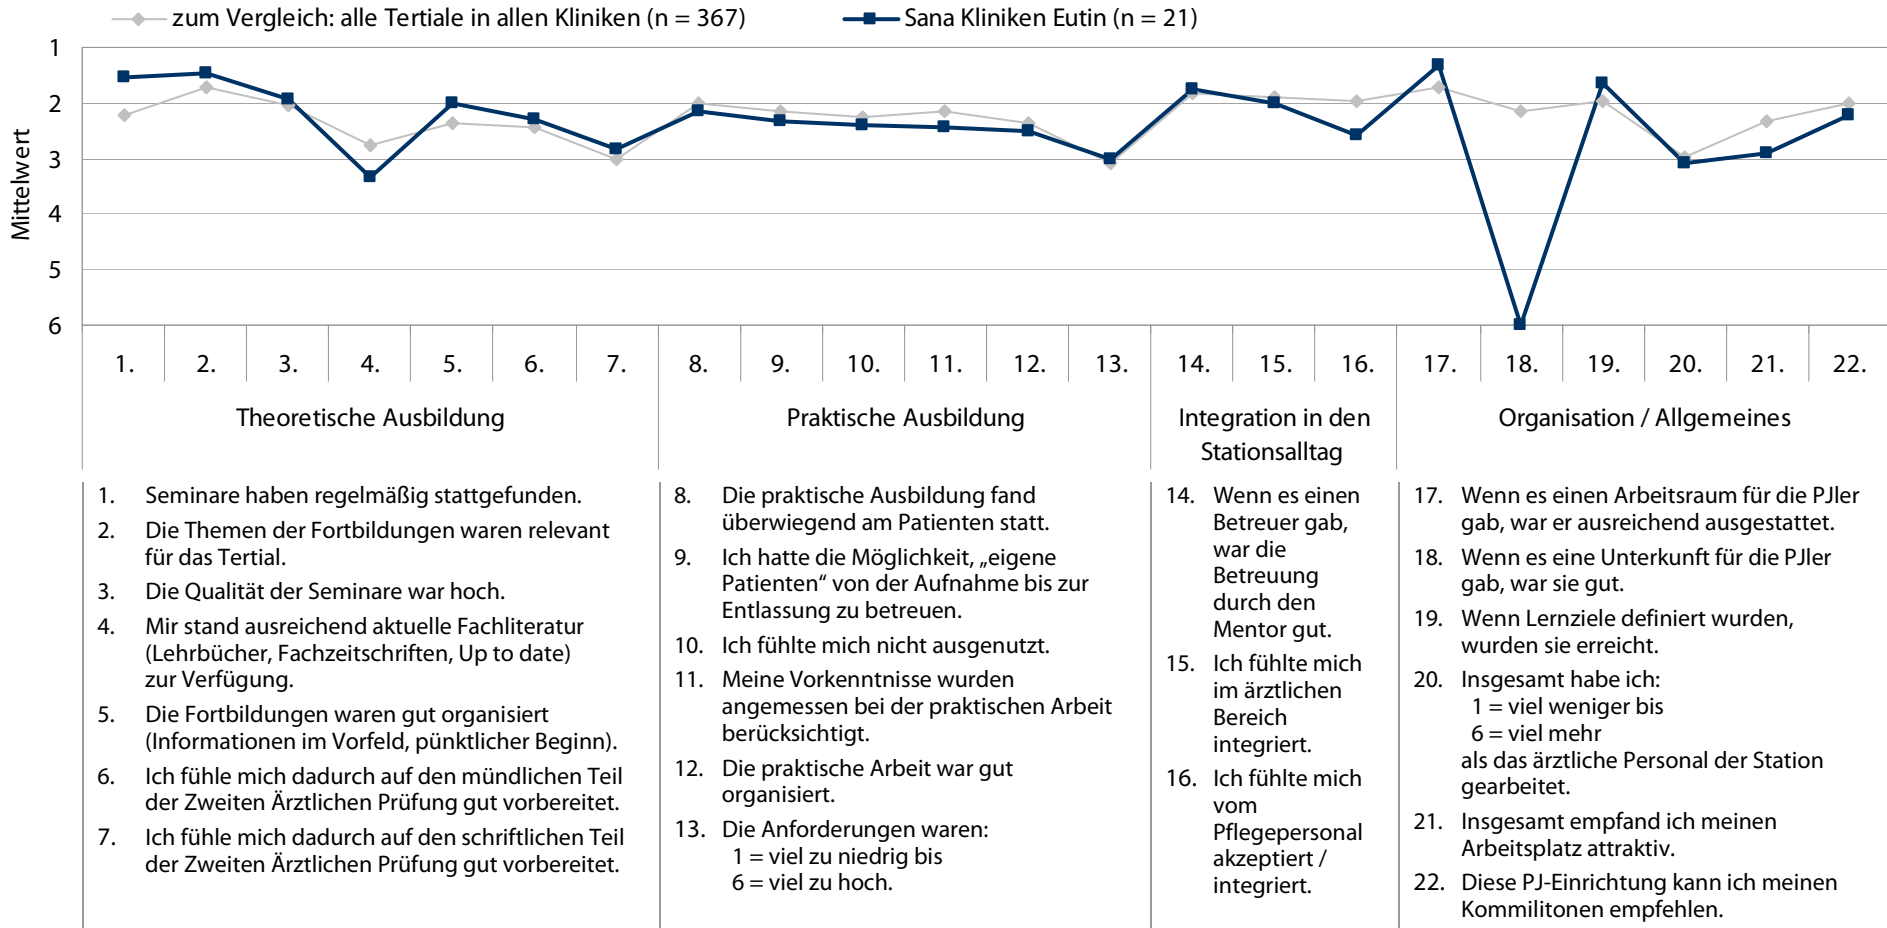 zum Vergleich: alle Tertiale in allen Kliniken (n = 367)
Sana Kliniken Eutin (n = 21)
Mittelwert
1
2
3
4
5
6
1. 2. 3. 4. 5. 6. 7. 8. 9. 10. 11. 12. 13. 14. 15. 16. 17. 18. 19. 20. 21. 22.
Theoretische Ausbildung
Praktische Ausbildung
Integration in den
Stationsalltag
Organisation / Allgemeines
1. Seminare haben regelmäßig stattgefunden.
2. Die Themen der Fortbildungen waren relevant
für das Tertial.
3. Die Qualität der Seminare war hoch.
4. Mir stand ausreichend aktuelle Fachliteratur
(Lehrbücher, Fachzeitschriften, Up to date)
zur Verfügung.
5. Die Fortbildungen waren gut organisiert
(Informationen im Vorfeld, pünktlicher Beginn).
6. Ich fühle mich dadurch auf den mündlichen Teil
der Zweiten Ärztlichen Prüfung gut vorbereitet.
7. Ich fühle mich dadurch auf den schriftlichen Teil
der Zweiten Ärztlichen Prüfung gut vorbereitet.
8. Die praktische Ausbildung fand
überwiegend am Patienten statt.
9. Ich hatte die Möglichkeit, „eigene
Patienten“ von der Aufnahme bis zur
Entlassung zu betreuen.
10. Ich fühlte mich nicht ausgenutzt.
11. Meine Vorkenntnisse wurden
angemessen bei der praktischen Arbeit
berücksichtigt.
12. Die praktische Arbeit war gut
organisiert.
13. Die Anforderungen waren:
1 = viel zu niedrig bis
6 = viel zu hoch.
14. Wenn es einen
Betreuer gab,
war die
Betreuung
durch den
Mentor gut.
15. Ich fühlte mich
im ärztlichen
Bereich
integriert.
16. Ich fühlte mich
vom
Pflegepersonal
akzeptiert /
integriert.
17. Wenn es einen Arbeitsraum für die PJler
gab, war er ausreichend ausgestattet.
18. Wenn es eine Unterkunft für die PJler
gab, war sie gut.
19. Wenn Lernziele definiert wurden,
wurden sie erreicht.
20. Insgesamt habe ich:
1 = viel weniger bis
6 = viel mehr
als das ärztliche Personal der Station
gearbeitet.
21. Insgesamt empfand ich meinen
Arbeitsplatz attraktiv.
22. Diese PJ-Einrichtung kann ich meinen
Kommilitonen empfehlen.